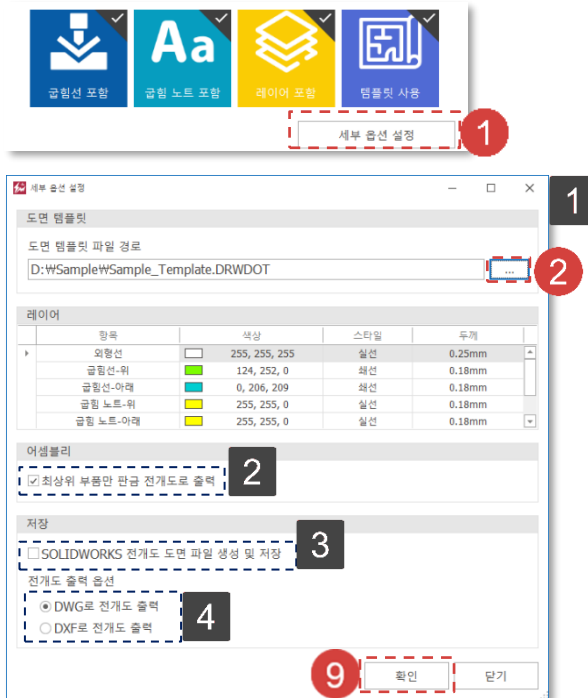 Aa
굽힘선 포함
굽힘 노트 포함
레이어 포함
템플릿 사용
세부 옵션 설정
1
세부 옵션 설정
1
도면 템플릿
도면 템플릿 파일 경로
D:₩Sample₩Sample_Template.DRWDOT
...
2
레이어
항목 색상 스타일 두께
외형선 255, 255, 255 실선 0.25mm
굽힘선-위 124, 252, 0 쇄선 0.18mm
굽힘선-아래 0, 206, 209 쇄선 0.18mm
굽힘 노트-위 255, 255, 0 실선 0.18mm
굽힘 노트-아래 255, 255, 0 실선 0.18mm
어셈블리
최상위 부품만 판금 전개도로 출력
2
저장
SOLIDWORKS 전개도 도면 파일 생성 및 저장
3
전개도 출력 옵션
DWG로 전개도 출력
DXF로 전개도 출력
4
9
확인
닫기